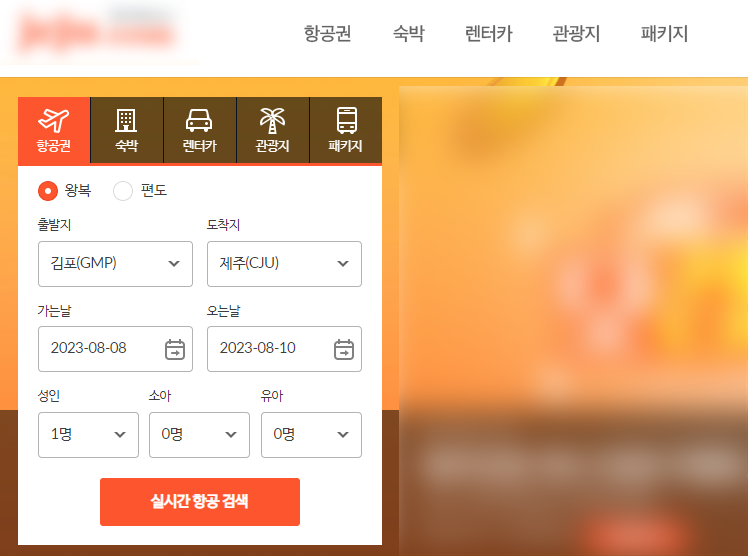 항공권 숙박 렌터카 관광지 패키지
항공권 숙박 렌터카 관광지 패키지
왕복 편도
출발지 도착지
김포(GMP) 제주(CJU)
가는날 오는날
2023-08-08 2023-08-10
성인 소아 유아
1명 0명 0명
실시간 항공 검색